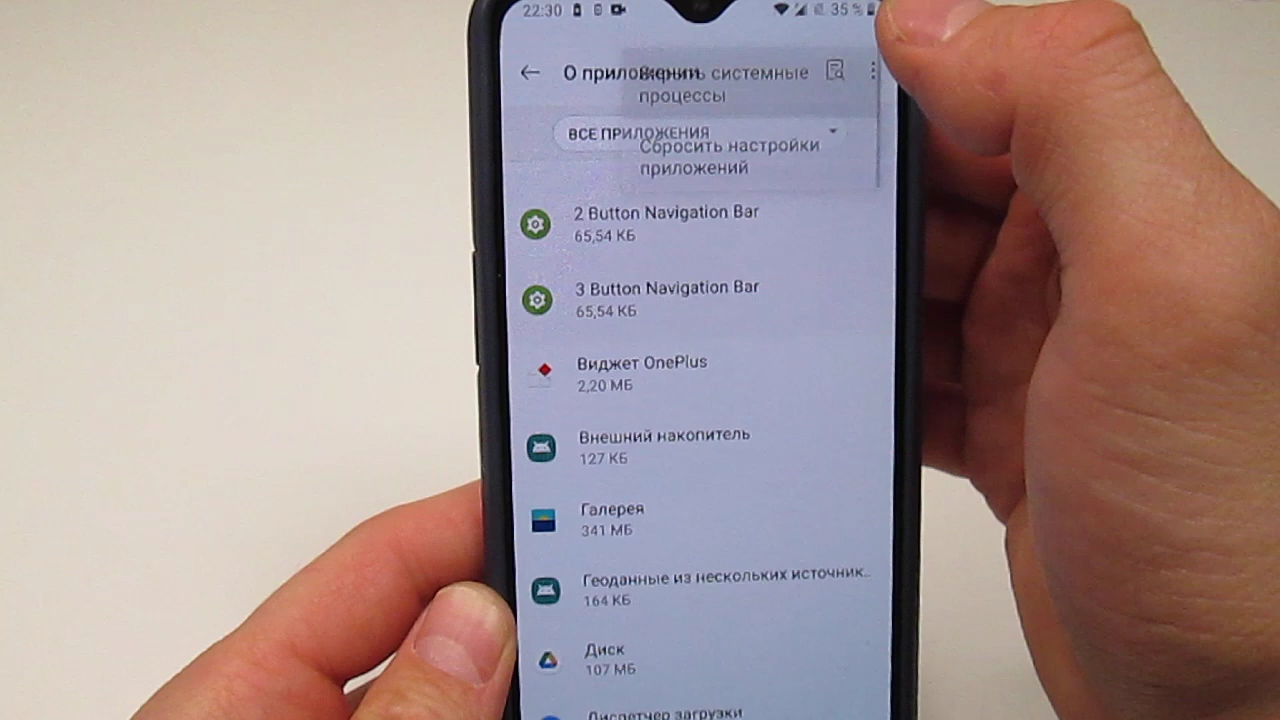 22:30 35 %
О приложении
Скрыть системные
процессы
ВСЕ ПРИЛОЖЕНИЯ
Сбросить настройки
приложений
2 Button Navigation Bar
65,54 КБ
3 Button Navigation Bar
65,54 КБ
Виджет OnePlus
2,20 МБ
Внешний накопитель
127 КБ
Галерея
341 МБ
Геоданные из нескольких источник..
164 КБ
Диск
107 МБ
Диспетчер загрузки